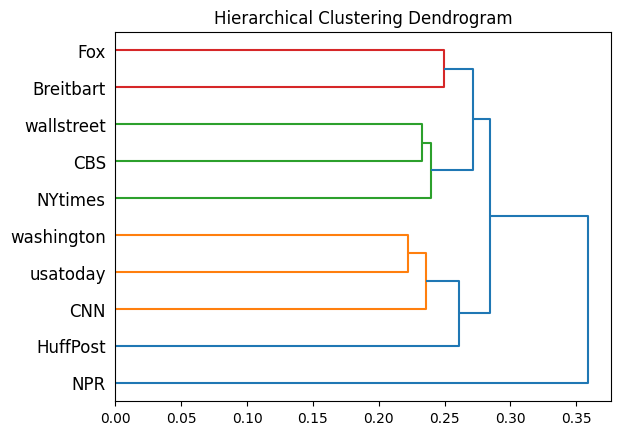 Hierarchical Clustering Dendrogram
Fox
Breitbart
wallstreet
CBS
NYtimes
washington
usatoday
CNN
HuffPost
NPR
0.00 0.05 0.10 0.15 0.20 0.25 0.30 0.35